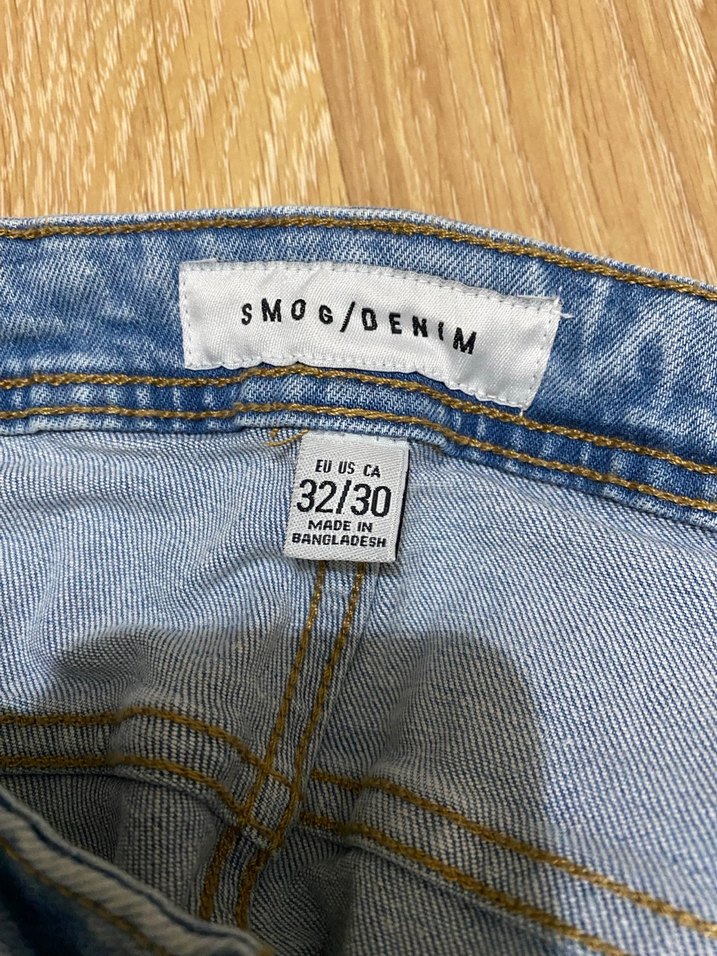 SMOG/DENIM
EU US CA
32/30
MADE IN
BANGLADESH